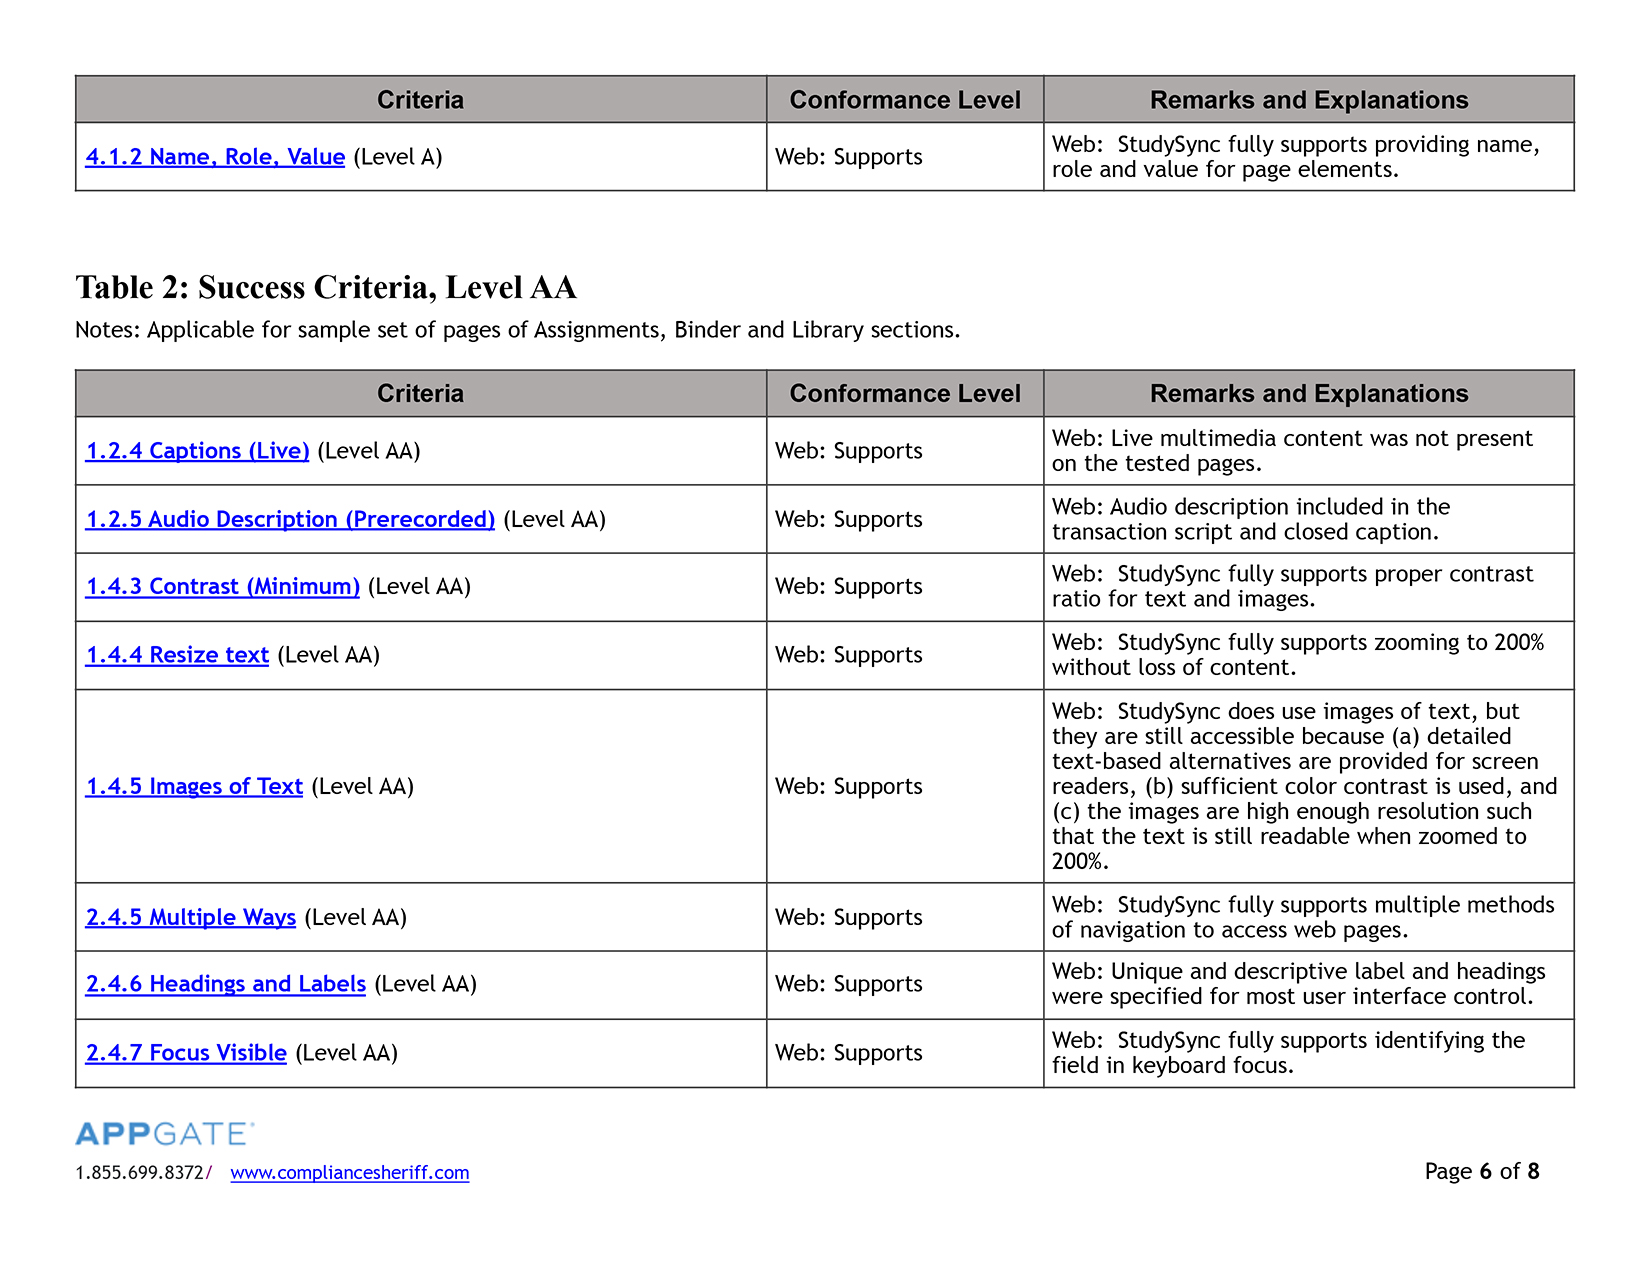 Criteria Conformance Level Remarks and Explanations
4.1.2 Name, Role, Value (Level A) Web: Supports Web:  StudySync fully supports providing name,
role and value for page elements.
Table 2: Success Criteria, Level AA
Notes: Applicable for sample set of pages of Assignments, Binder and Library sections.
Criteria Conformance Level Remarks and Explanations
1.2.4 Captions (Live) (Level AA) Web: Supports Web: Live multimedia content was not present
on the tested pages.
1.2.5 Audio Description (Prerecorded) (Level AA) Web: Supports Web: Audio description included in the
transaction script and closed caption.
1.4.3 Contrast (Minimum) (Level AA) Web: Supports Web:  StudySync fully supports proper contrast
ratio for text and images.
1.4.4 Resize text (Level AA) Web: Supports Web:  StudySync fully supports zooming to 200%
without loss of content.
1.4.5 Images of Text (Level AA) Web: Supports Web:  StudySync does use images of text, but
they are still accessible because (a) detailed
text-based alternatives are provided for screen
readers, (b) sufficient color contrast is used, and
(c) the images are high enough resolution such
that the text is still readable when zoomed to
200%.
2.4.5 Multiple Ways (Level AA) Web: Supports Web:  StudySync fully supports multiple methods
of navigation to access web pages.
2.4.6 Headings and Labels (Level AA) Web: Supports Web: Unique and descriptive label and headings
were specified for most user interface control.
2.4.7 Focus Visible (Level AA) Web: Supports Web:  StudySync fully supports identifying the
field in keyboard focus.
APPGATE
1.855.699.8372/ www.compliancesheriff.com Page 6 of 8